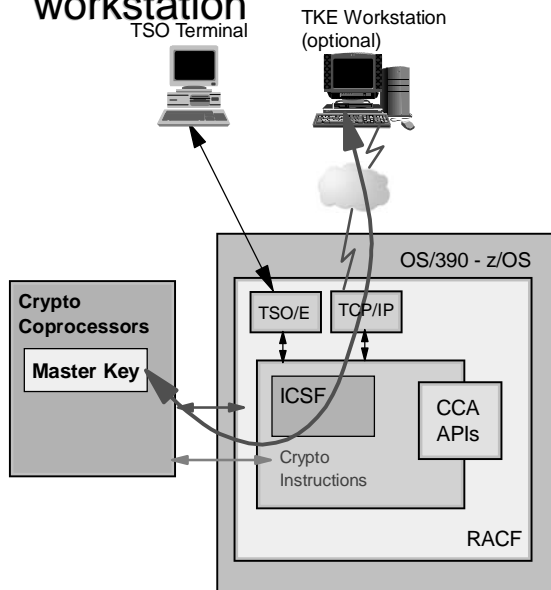 workstation
TSO Terminal
TKE Workstation
(optional)
OS/390 - z/OS
Crypto
Coprocessors
Master Key
TSO/E
TCP/IP
ICSF
CCA
APIs
Crypto
Instructions
RACF